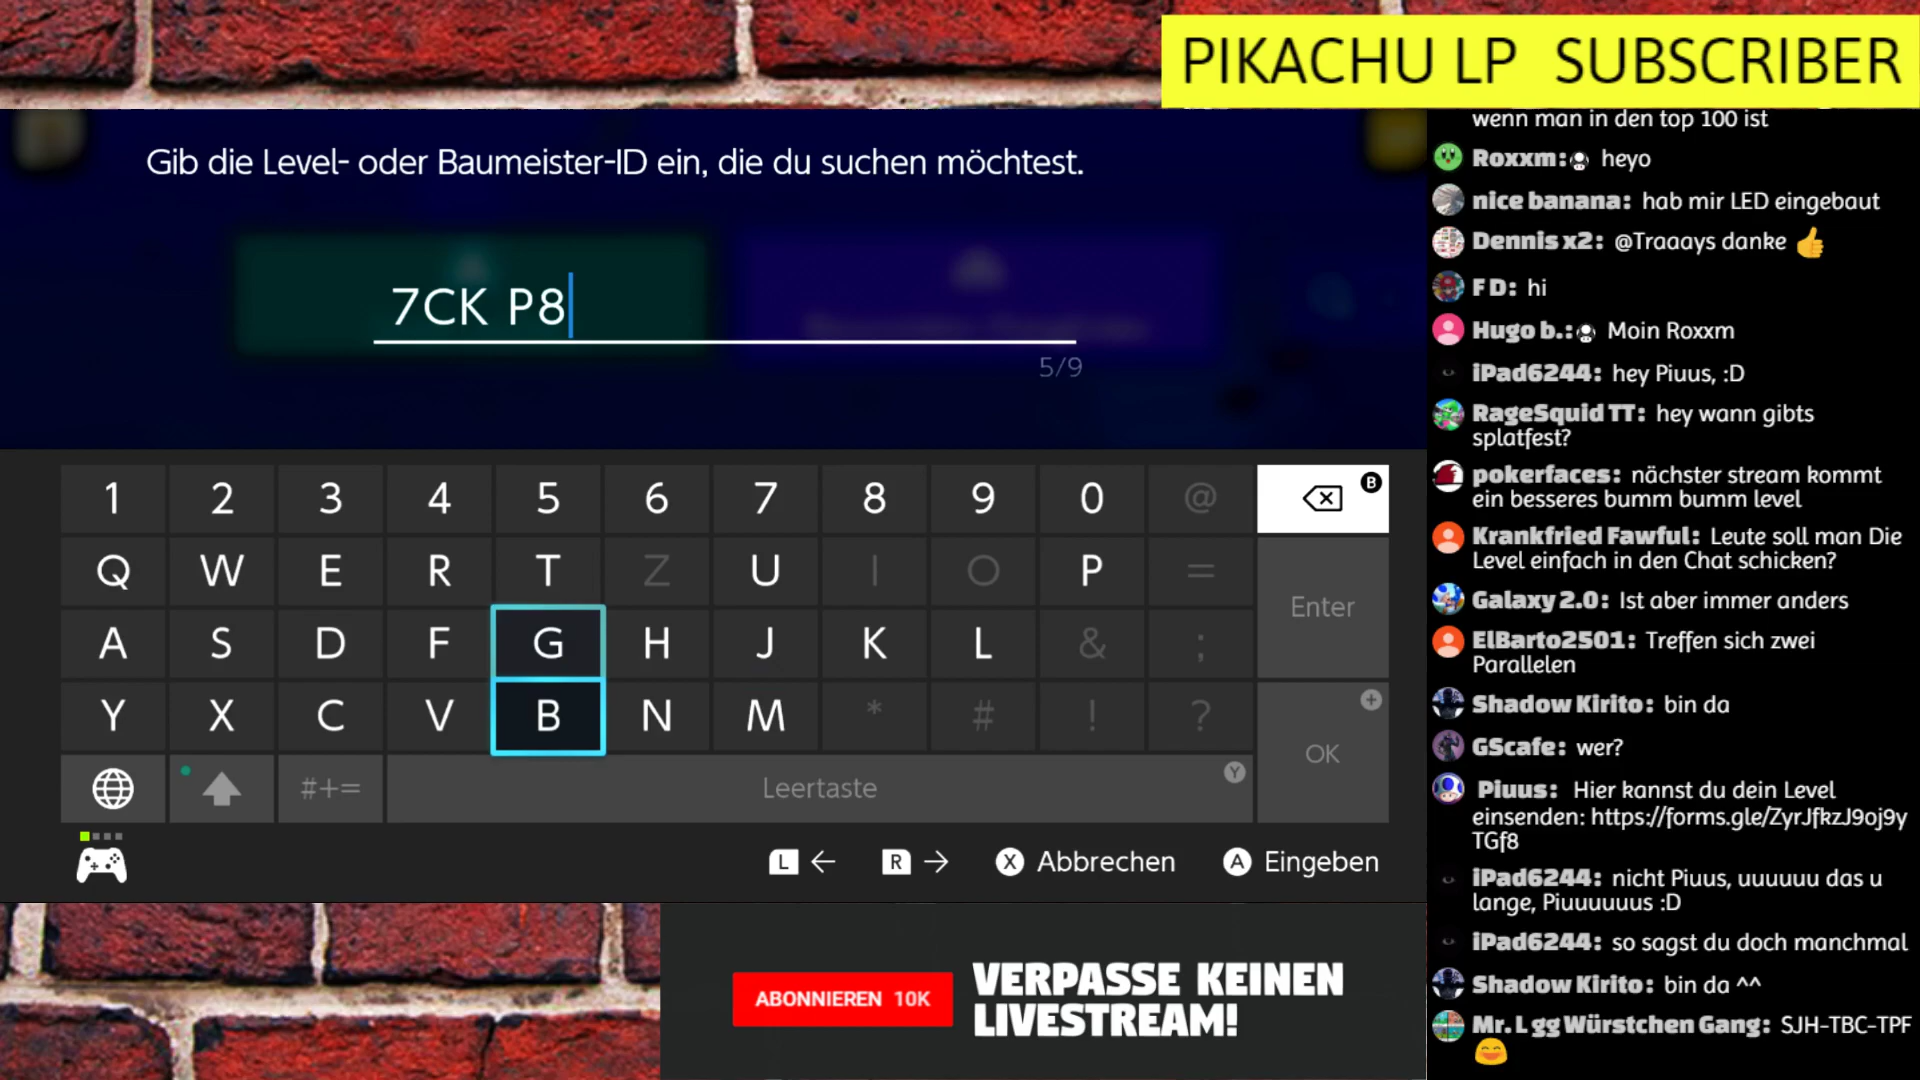 PIKACHU LP SUBSCRIBER
Gib die Level- oder Baumeister-ID ein, die du suchen möchtest.
7CK P8
5/9
1 2 3 4 5 6 7 8 9 0 @ B
Q W E R T Z U I O P =
Enter
A S D F G H J K L & ;
Y X C V B N M * # ! ?
OK
#+= Leertaste Y
L ← R → X Abbrechen A Eingeben
ABONNIEREN 10K
VERPASSE KEINEN
LIVESTREAM!
wenn man in den top 100 ist
Roxxm: heyo
nice banana: hab mir LED eingebaut
Dennis x2: @Traaays danke 👍
F D: hi
Hugo b.: Moin Roxxm
iPad6244: hey Piuus, :D
RageSquid TT: hey wann gibts
splatfest?
pokerfaces: nächster stream kommt
ein besseres bumm bumm level
Krankfried Fawful: Leute soll man Die
Level einfach in den Chat schicken?
Galaxy 2.0: Ist aber immer anders
ElBarto2501: Treffen sich zwei
Parallelen
Shadow Kirito: bin da
GScafe: wer?
Piuus: Hier kannst du dein Level
einsenden: https://forms.gle/ZyrJfkzJ9oj9y
TGf8
iPad6244: nicht Piuus, uuuuuu das u
lange, Piuuuuuus :D
iPad6244: so sagst du doch manchmal
Shadow Kirito: bin da ^^
Mr. L gg Würstchen Gang: SJH-TBC-TPF
😄